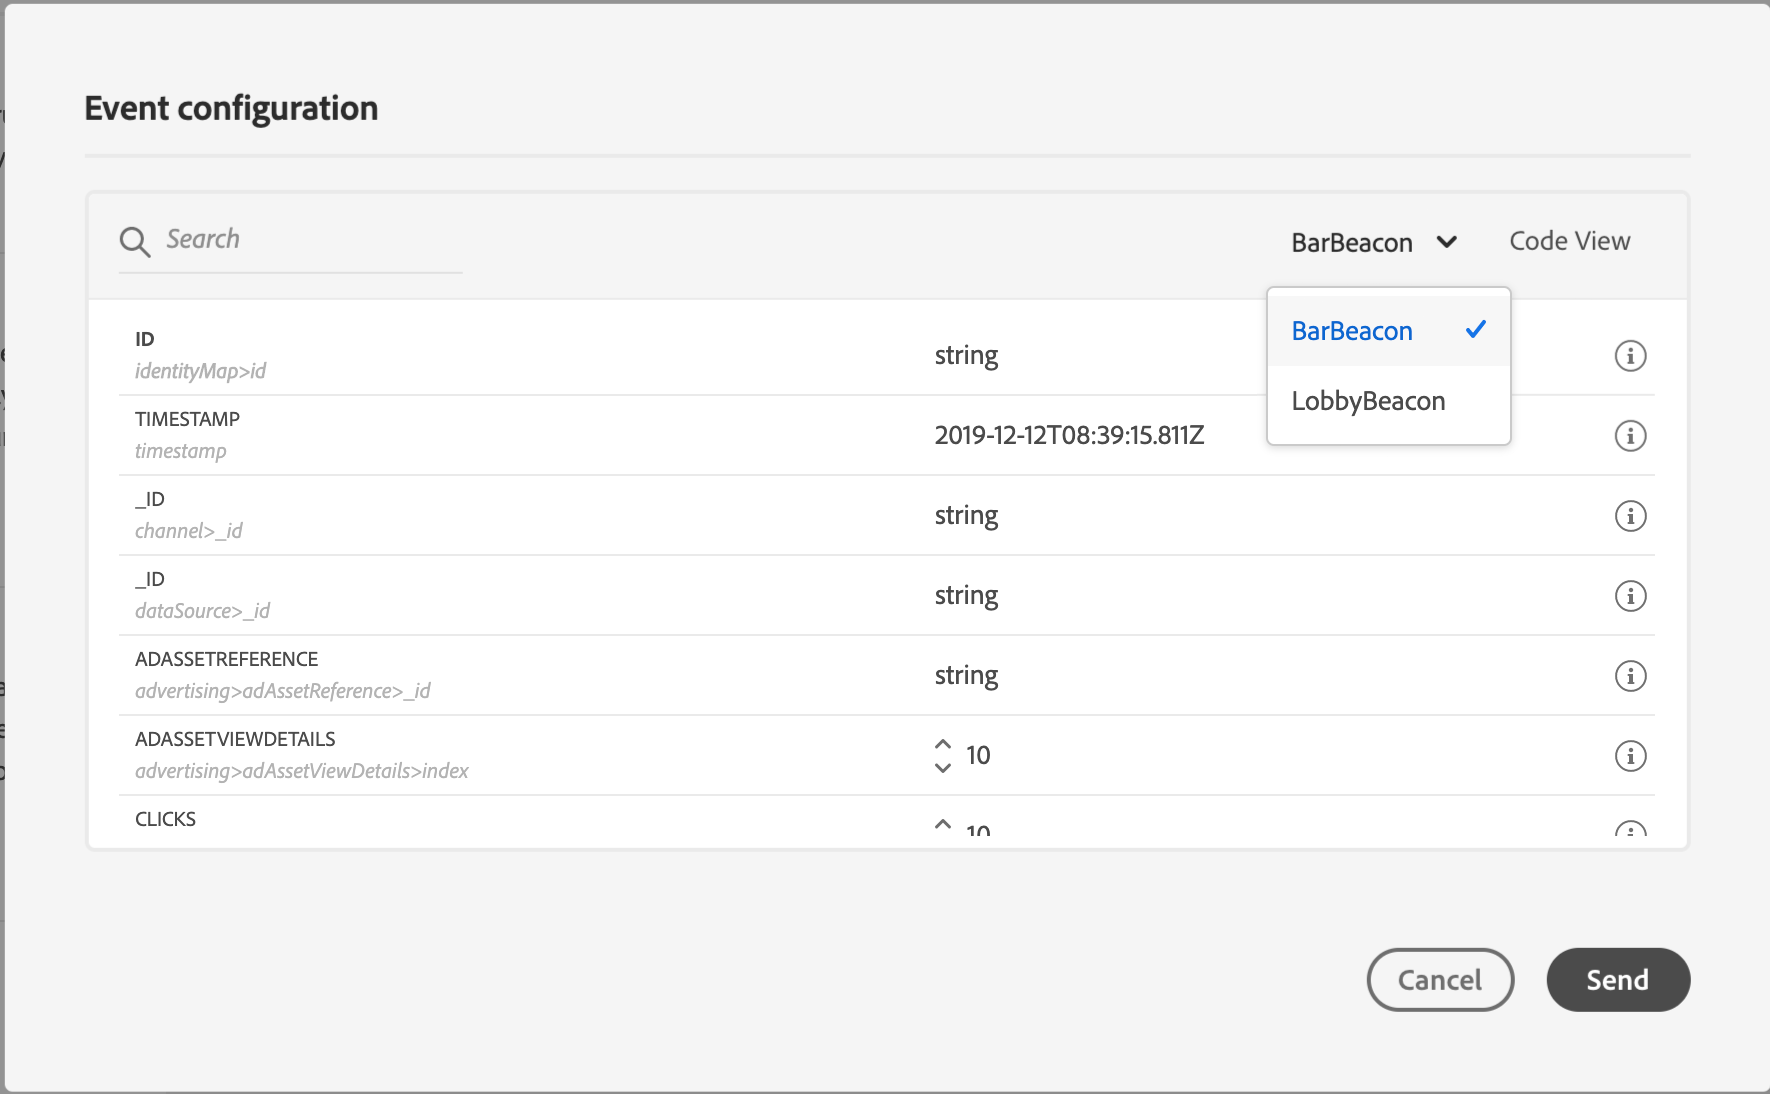 Event configuration
Search
BarBeacon
Code View
BarBeacon
LobbyBeacon
ID
identityMap>id
string
TIMESTAMP
timestamp
2019-12-12T08:39:15.811Z
_ID
channel>_id
string
_ID
dataSource>_id
string
ADASSETREFERENCE
advertising>adAssetReference>_id
string
ADASSETVIEWDETAILS
advertising>adAssetViewDetails>index
10
CLICKS
10
Cancel
Send